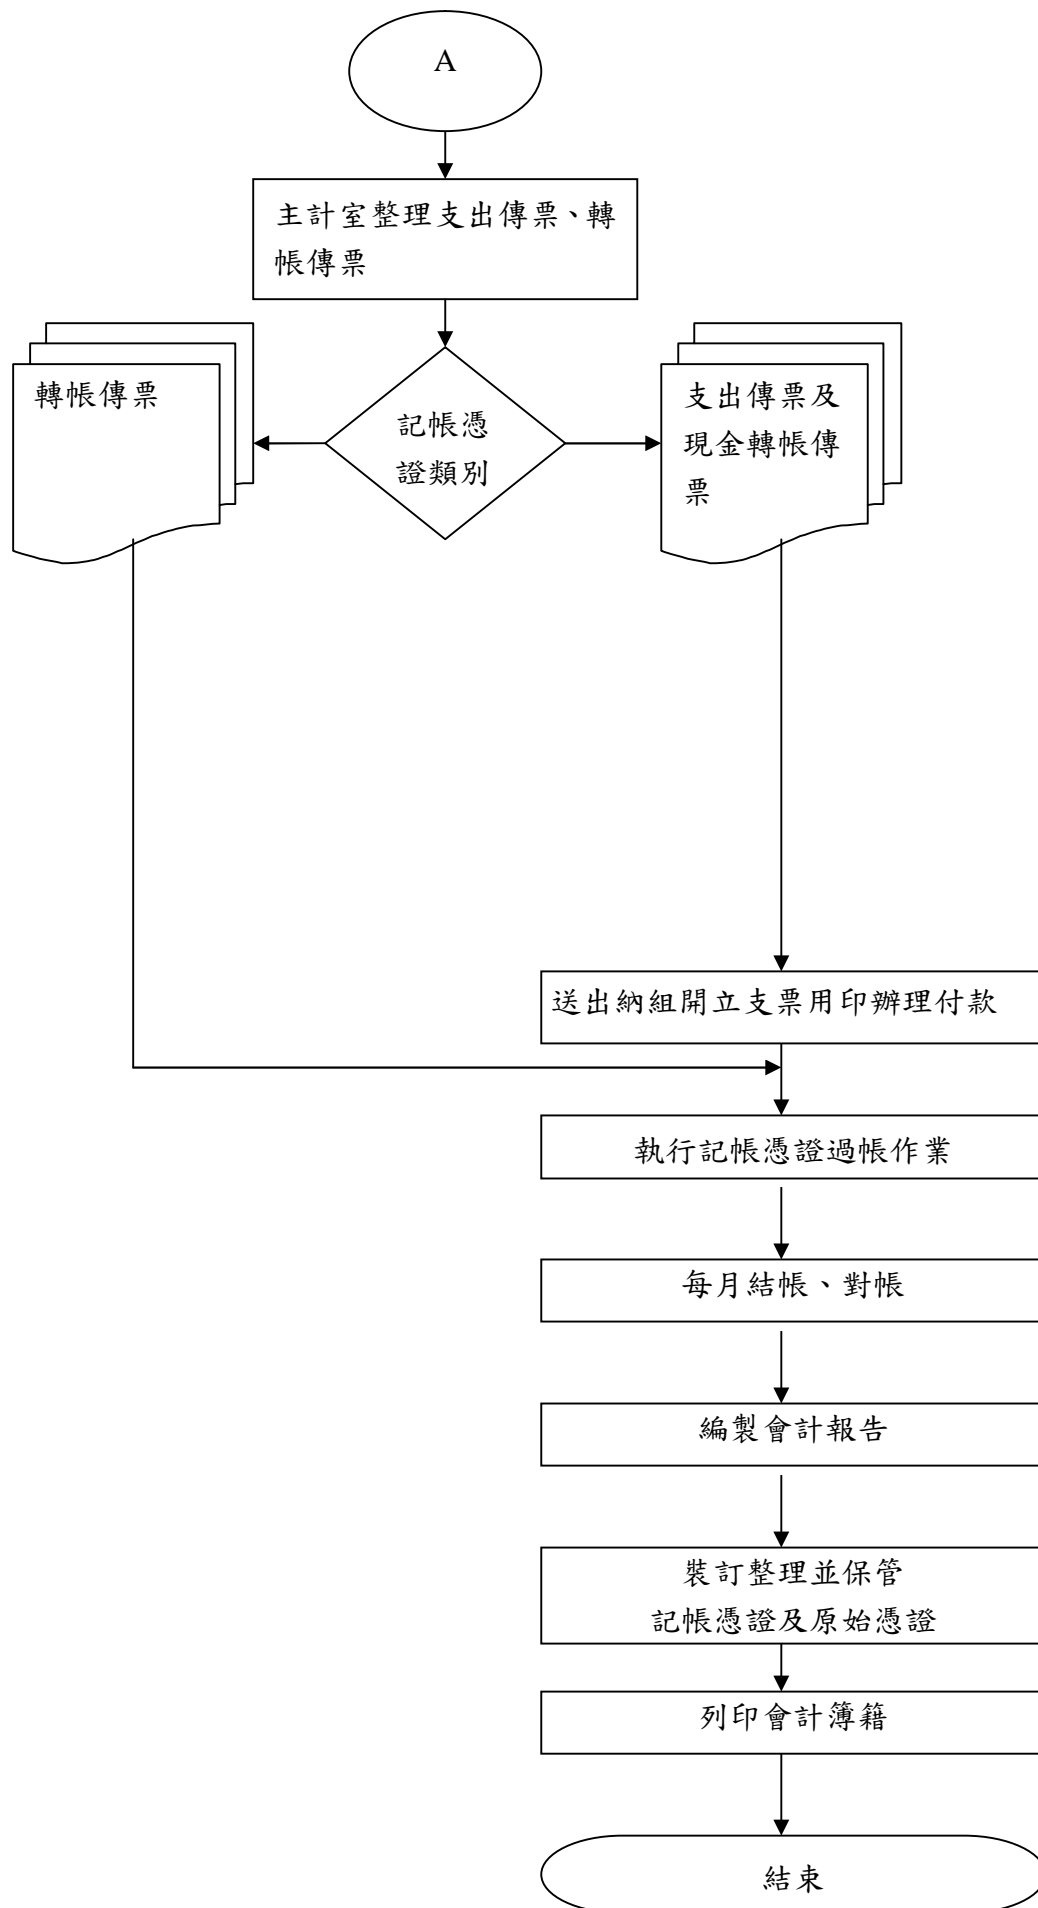 A
主計室整理支出傳票、轉
帳傳票
轉帳傳票
記帳憑
證類別
支出傳票及
現金轉帳傳
票
送出納組開立支票用印辦理付款
執行記帳憑證過帳作業
每月結帳、對帳
編製會計報告
裝訂整理並保管
記帳憑證及原始憑證
列印會計簿籍
結束